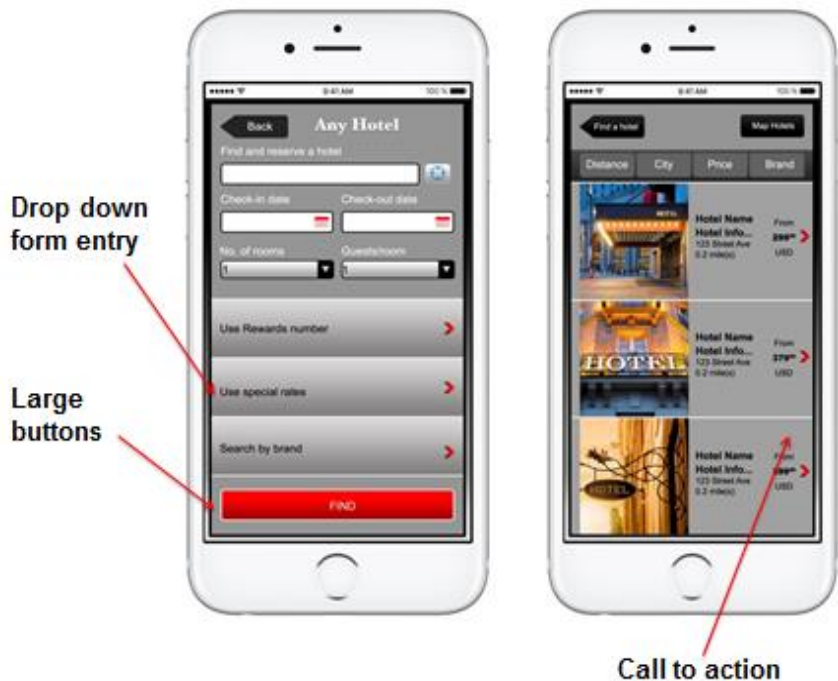 9:41 AM 100 %
Back Any Hotel
Find and reserve a hotel
Check-in date Check-out date
No. of rooms Guests/room
1 1
Use Rewards number
Use special rates
Search by brand
FIND
Drop down
form entry
Large
buttons
9:41 AM 100 %
Find a hotel Map Hotels
Distance City Price Brand
HOTEL
Hotel Name
Hotel Info...
123 Street Ave
0.2 mile(s)
From
USD
HOTEL
Hotel Name
Hotel Info...
123 Street Ave
0.2 mile(s)
From
USD
HOTEL
Hotel Name
Hotel Info...
123 Street Ave
0.2 mile(s)
From
USD
Call to action